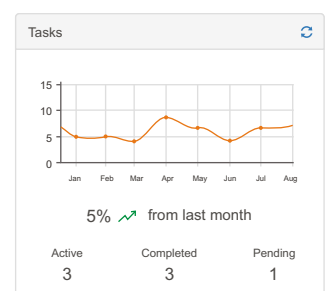 Tasks
15
10
5
0
Jan Feb Mar Apr May Jun Jul Aug
5% from last month
Active Completed Pending
3 3 1